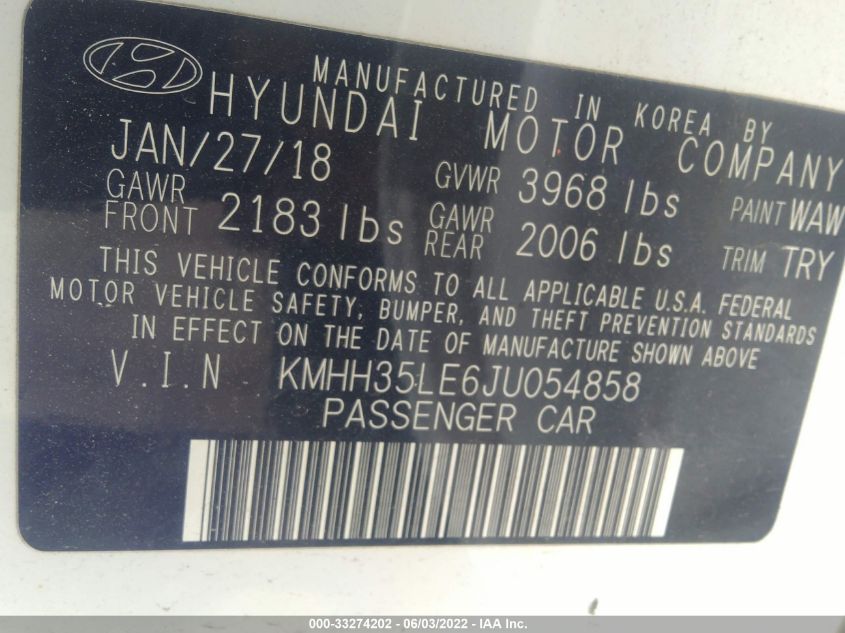 MANUFACTURED IN KOREA BY
HYUNDAI MOTOR COMPANY
JAN/27/18 GVWR 3968 lbs PAINT WAW
GAWR FRONT 2183 lbs GAWR REAR 2006 lbs TRIM TRY
THIS VEHICLE CONFORMS TO ALL APPLICABLE U.S.A. FEDERAL
MOTOR VEHICLE SAFETY, BUMPER, AND THEFT PREVENTION STANDARDS
IN EFFECT ON THE DATE OF MANUFACTURE SHOWN ABOVE
V.I.N KMHH35LE6JU054858
PASSENGER CAR
000-33274202 - 06/03/2022 - IAA Inc.